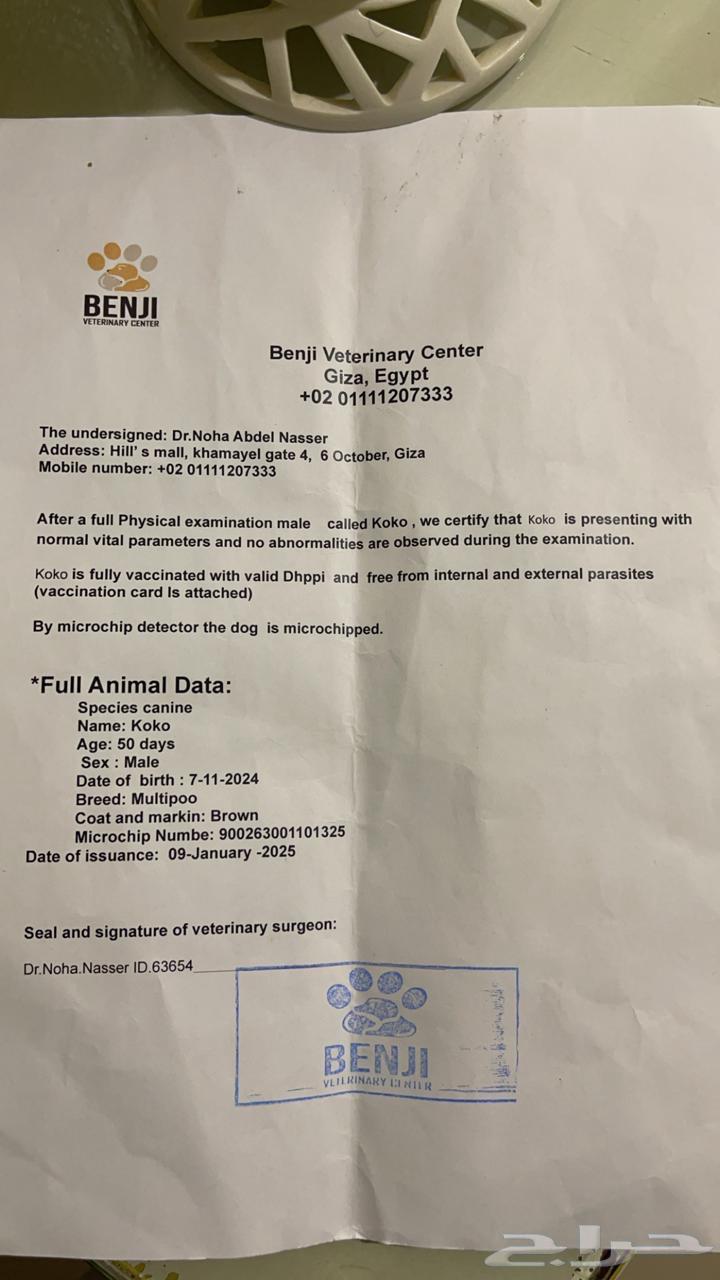 BENJI
VETERINARY CENTER
Benji Veterinary Center
Giza, Egypt
+02 01111207333
The undersigned: Dr.Noha Abdel Nasser
Address: Hill's mall, khamayel gate 4, 6 October, Giza
Mobile number: +02 01111207333
After a full Physical examination male called Koko , we certify that Koko is presenting with
normal vital parameters and no abnormalities are observed during the examination.
Koko is fully vaccinated with valid Dhppi and free from internal and external parasites
(vaccination card Is attached)
By microchip detector the dog is microchipped.
*Full Animal Data:
Species canine
Name: Koko
Age: 50 days
Sex : Male
Date of birth : 7-11-2024
Breed: Multipoo
Coat and markin: Brown
Microchip Numbe: 900263001101325
Date of issuance: 09-January -2025
Seal and signature of veterinary surgeon:
Dr.Noha.Nasser ID.63654
BENJI
VETERINARY CENTER
حراج